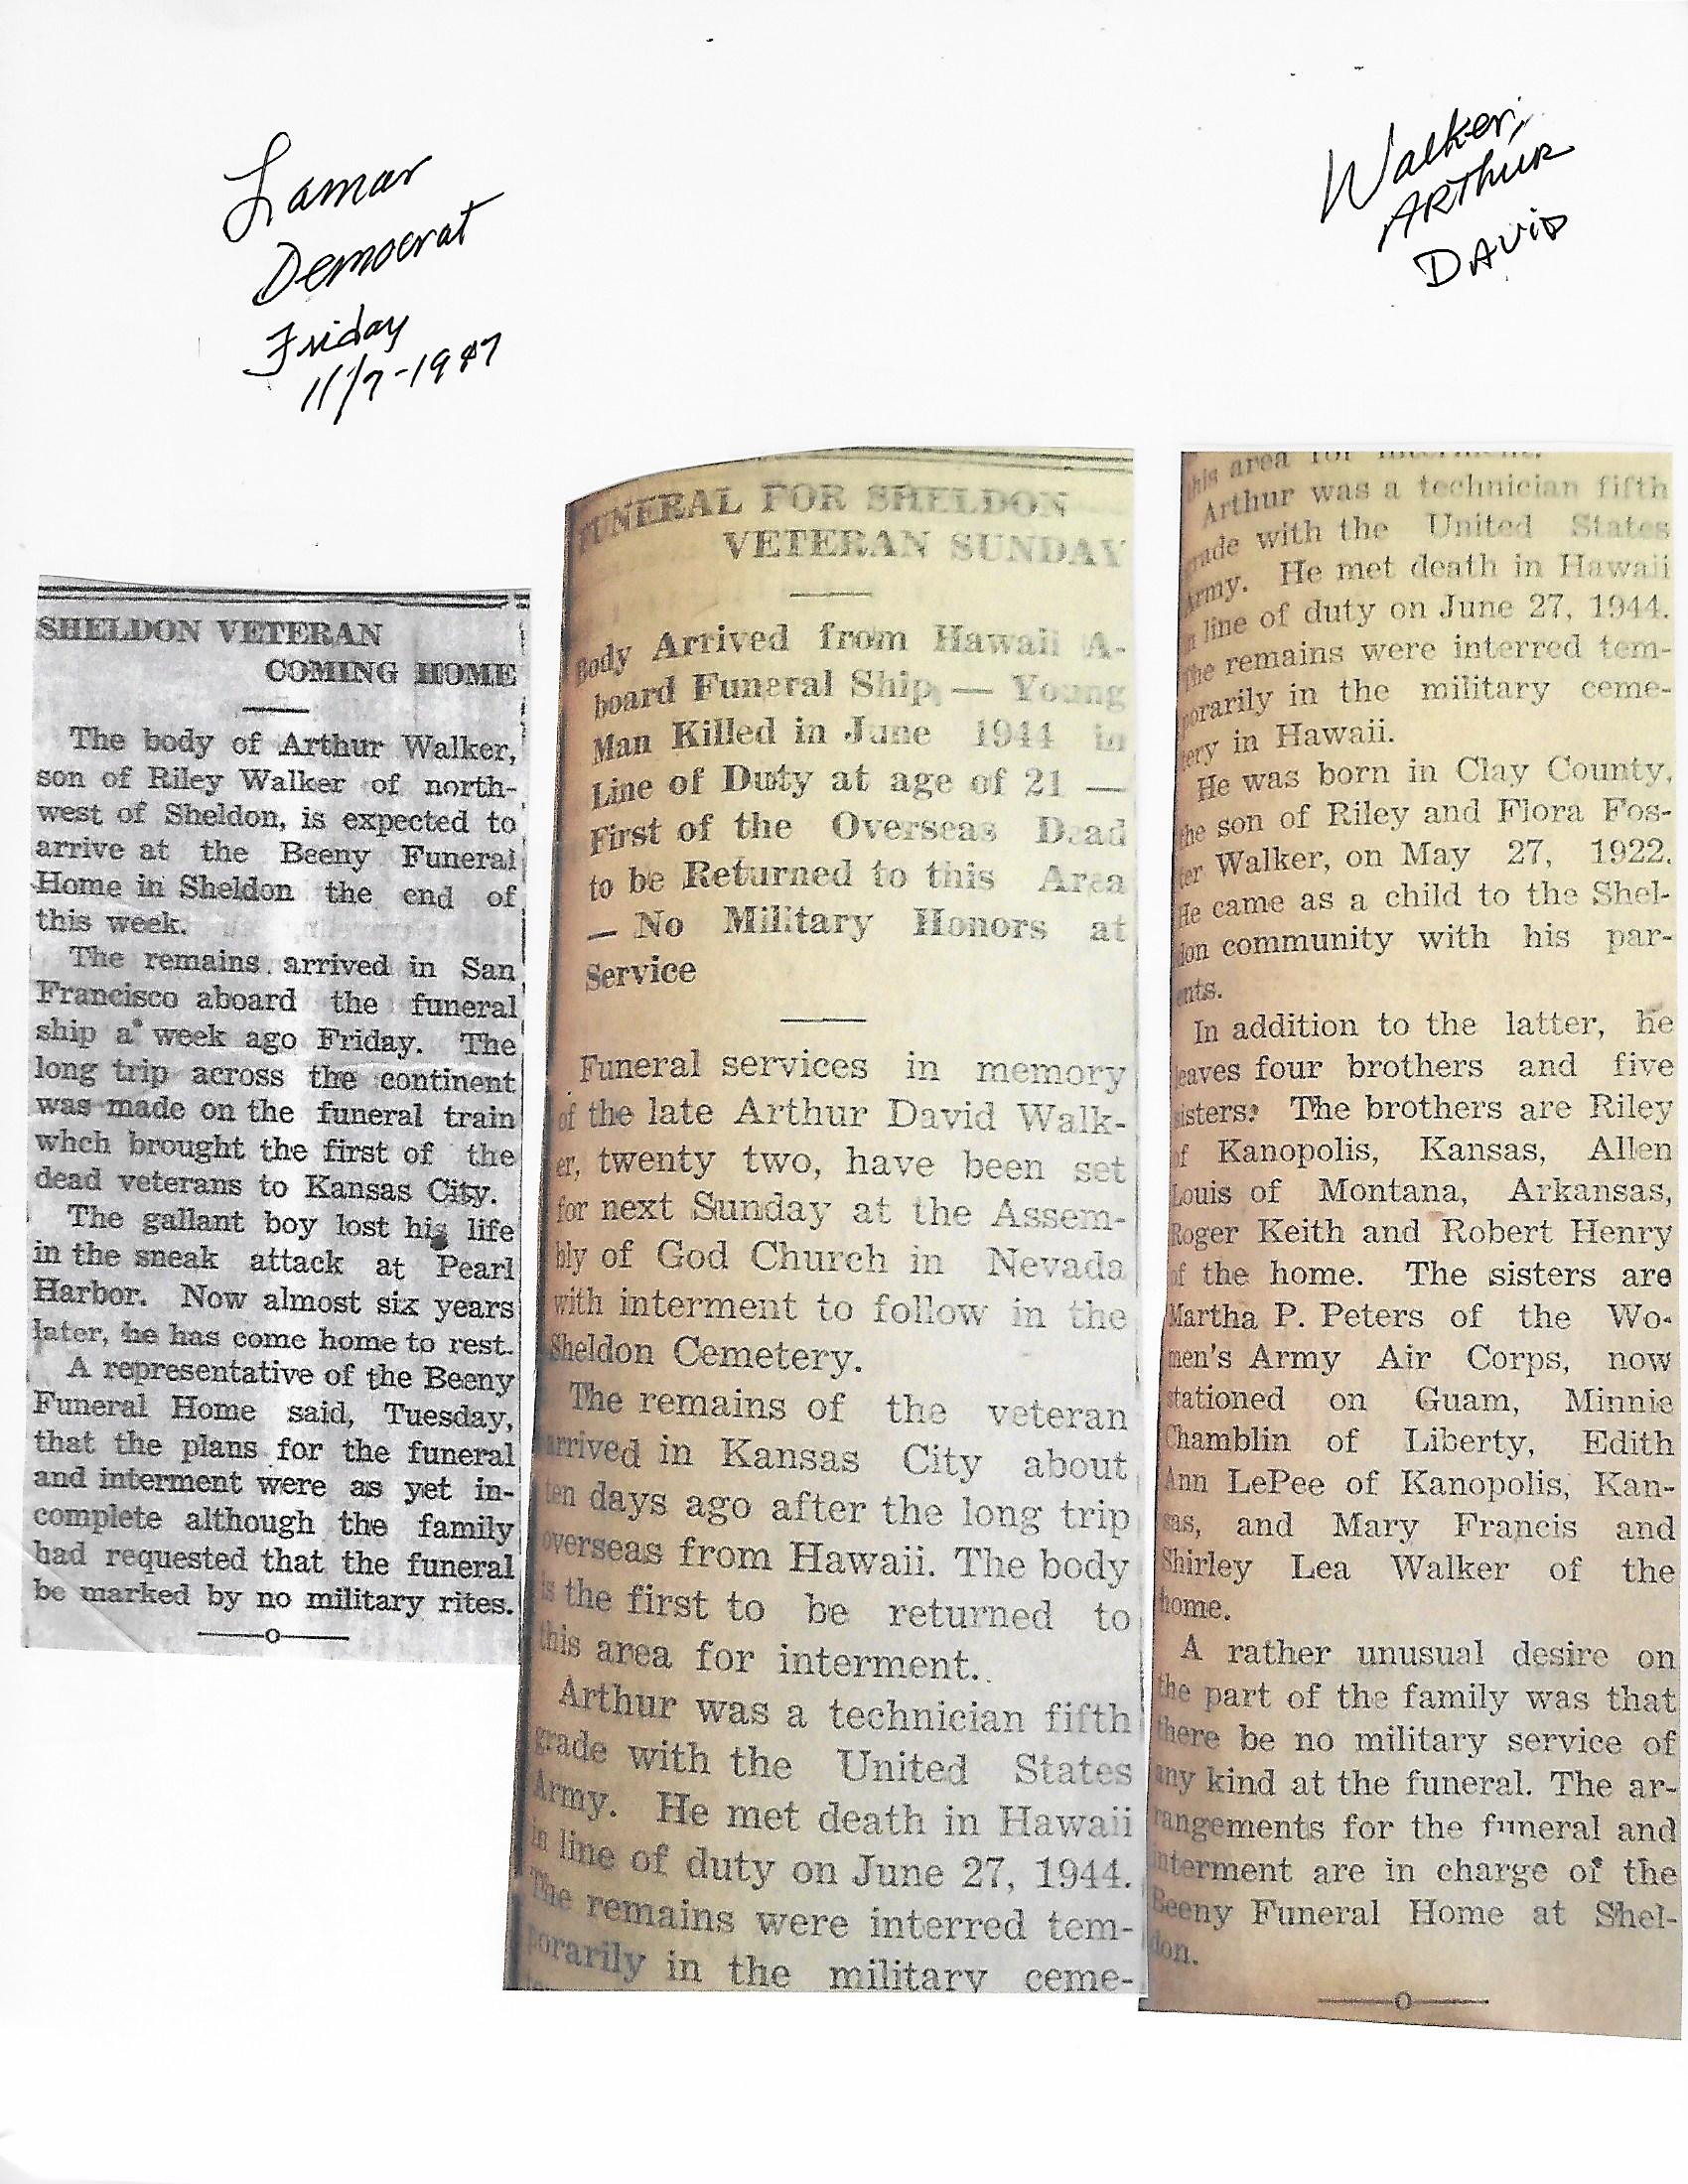 Lamar
Democrat
Friday
11/7-1947
Walker,
ARTHUR
DAVID
SHELDON VETERAN
COMING HOME
The body of Arthur Walker,
son of Riley Walker of north-
west of Sheldon, is expected to
arrive at the Beeny Funeral
Home in Sheldon the end of
this week.
The remains arrived in San
Francisco aboard the funeral
ship a week ago Friday. The
long trip across the continent
was made on the funeral train
whch brought the first of the
dead veterans to Kansas City.
The gallant boy lost his life
in the sneak attack at Pearl
Harbor. Now almost six years
later, he has come home to rest.
A representative of the Beeny
Funeral Home said, Tuesday,
that the plans for the funeral
and interment were as yet in-
complete although the family
had requested that the funeral
be marked by no military rites.
FUNERAL FOR SHELDON
VETERAN SUNDAY
Body Arrived from Hawaii A-
board Funeral Ship, — Young
Man Killed in June 1944 in
Line of Duty at age of 21 —
First of the Overseas Dead
to be Returned to this Area
— No Military Honors at
Service
Funeral services in memory
of the late Arthur David Walk-
er, twenty two, have been set
for next Sunday at the Assem-
bly of God Church in Nevada
with interment to follow in the
Sheldon Cemetery.
The remains of the veteran
arrived in Kansas City about
ten days ago after the long trip
overseas from Hawaii. The body
is the first to be returned to
this area for interment.
Arthur was a technician fifth
grade with the United States
Army. He met death in Hawaii
in line of duty on June 27, 1944.
The remains were interred tem-
porarily in the military ceme-
this area for interment.
Arthur was a technician fifth
rade with the United States
Army. He met death in Hawaii
n line of duty on June 27, 1944.
The remains were interred tem-
porarily in the military ceme-
tery in Hawaii.
He was born in Clay County,
the son of Riley and Flora Fos-
ter Walker, on May 27, 1922.
He came as a child to the Shel-
don community with his par-
ents.
In addition to the latter, he
leaves four brothers and five
sisters. The brothers are Riley
of Kanopolis, Kansas, Allen
Louis of Montana, Arkansas,
Roger Keith and Robert Henry
of the home. The sisters are
Martha P. Peters of the Wo-
men's Army Air Corps, now
stationed on Guam, Minnie
Chamblin of Liberty, Edith
Ann LePee of Kanopolis, Kan-
sas, and Mary Francis and
Shirley Lea Walker of the
home.
A rather unusual desire on
the part of the family was that
there be no military service of
any kind at the funeral. The ar-
rangements for the funeral and
interment are in charge of the
Beeny Funeral Home at Shel-
don.